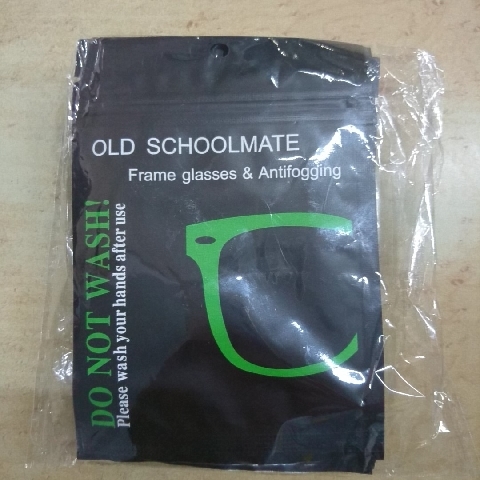 OLD SCHOOLMATE
Frame glasses & Antifogging
DO NOT WASH!
Please wash your hands after use